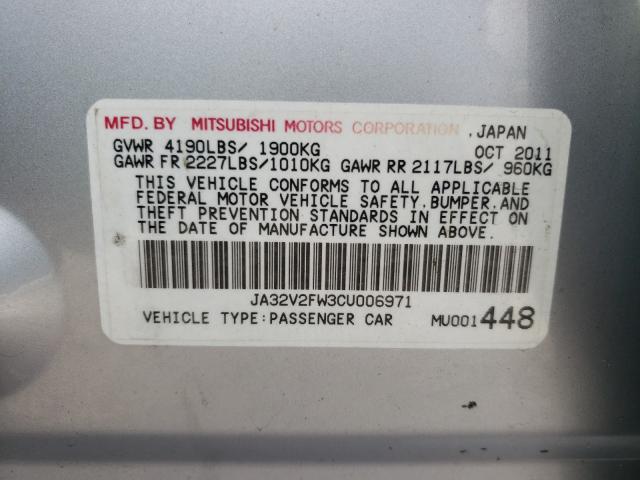 MFD. BY MITSUBISHI MOTORS CORPORATION, JAPAN
GVWR 4190LBS/ 1900KG OCT 2011
GAWR FR 2227LBS/1010KG GAWR RR 2117LBS/ 960KG
THIS VEHICLE CONFORMS TO ALL APPLICABLE
FEDERAL MOTOR VEHICLE SAFETY, BUMPER, AND
THEFT PREVENTION STANDARDS IN EFFECT ON
THE DATE OF MANUFACTURE SHOWN ABOVE.
JA32V2FW3CU006971
VEHICLE TYPE:PASSENGER CAR MU001448